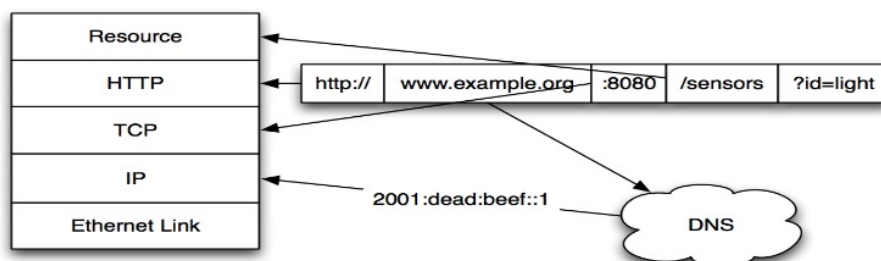 Resource
HTTP
TCP
IP
Ethernet Link
http:// www.example.org :8080 /sensors ?id=light
2001:dead:beef::1
DNS